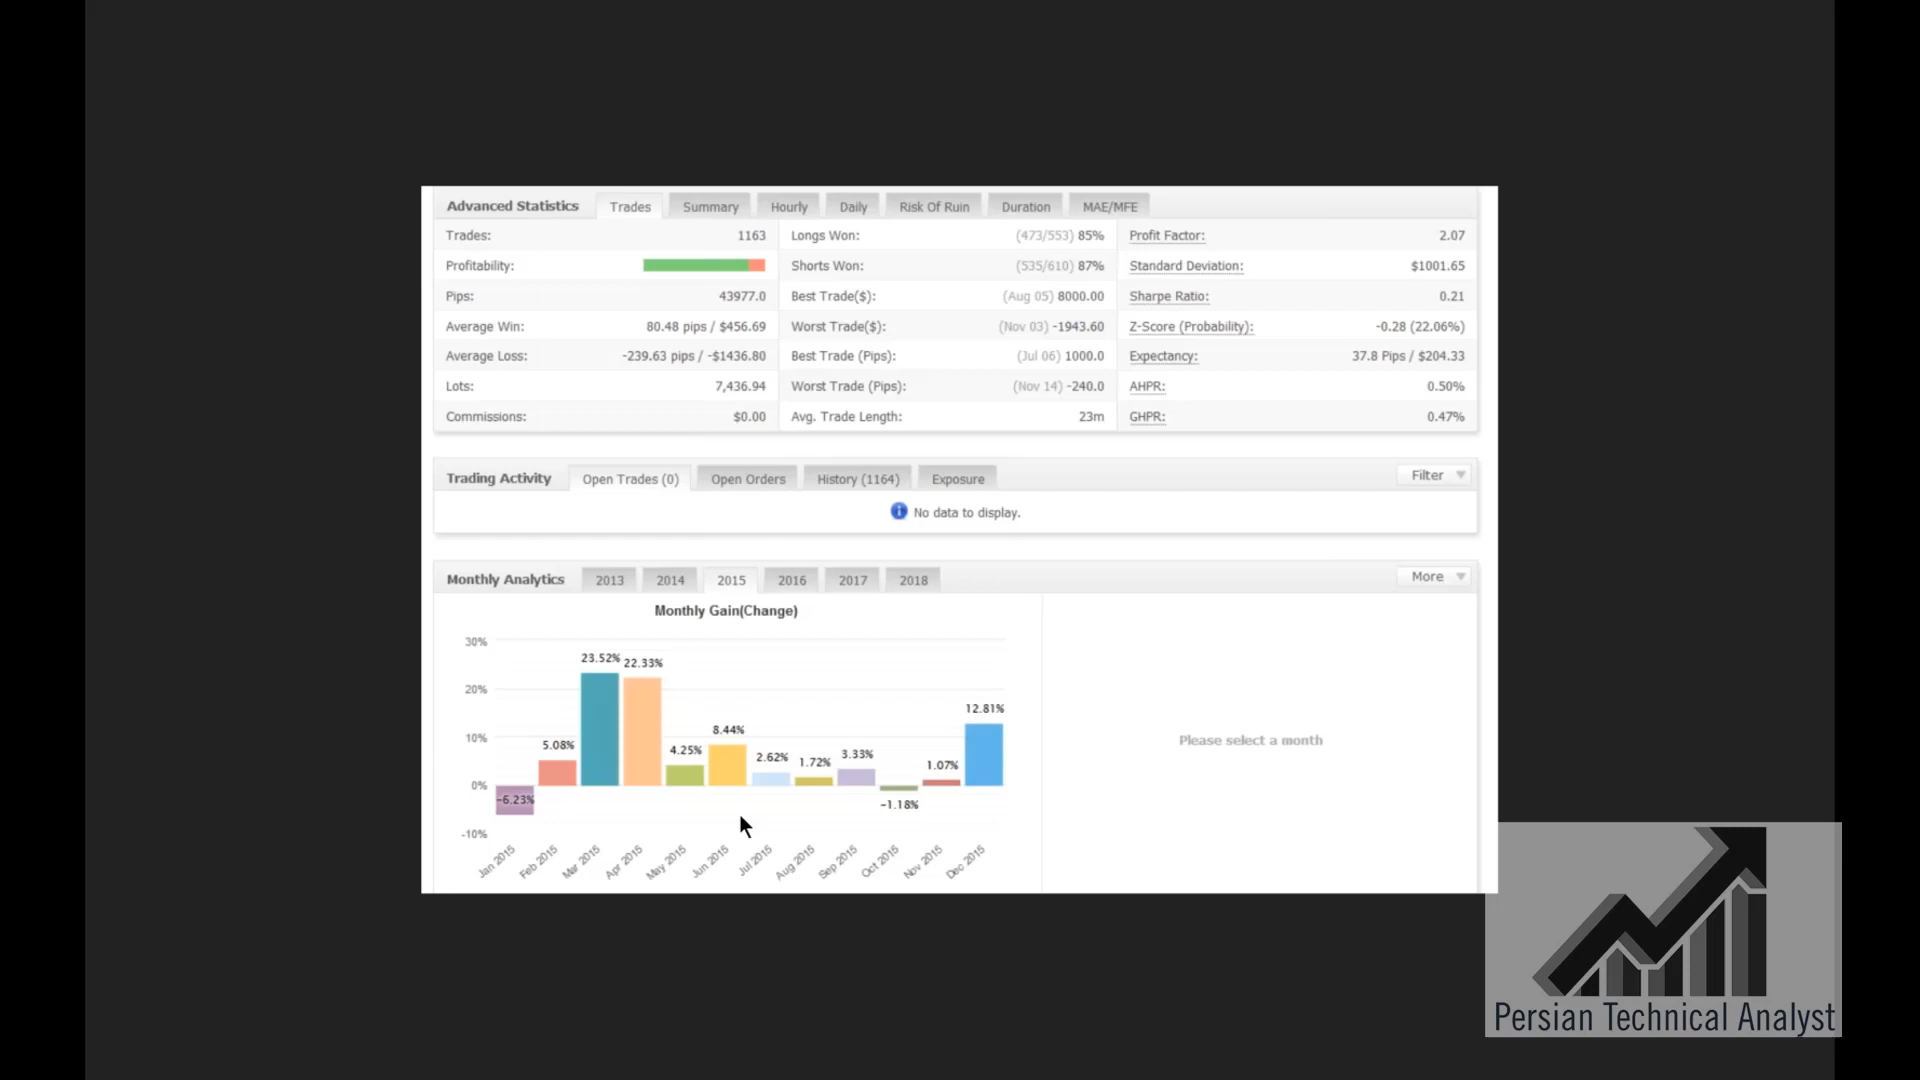 Advanced Statistics Trades Summary Hourly Daily Risk Of Ruin Duration MAE/MFE
Trades: 1163 Longs Won: (473/553) 85% Profit Factor: 2.07
Profitability: Shorts Won: (535/610) 87% Standard Deviation: $1001.65
Pips: 43977.0 Best Trade($): (Aug 05) 8000.00 Sharpe Ratio: 0.21
Average Win: 80.48 pips / $456.69 Worst Trade($): (Nov 03) -1943.60 Z-Score (Probability): -0.28 (22.06%)
Average Loss: -239.63 pips / -$1436.80 Best Trade (Pips): (Jul 06) 1000.0 Expectancy: 37.8 Pips / $204.33
Lots: 7,436.94 Worst Trade (Pips): (Nov 14) -240.0 AHPR: 0.50%
Commissions: $0.00 Avg. Trade Length: 23m GHPR: 0.47%
Trading Activity Open Trades (0) Open Orders History (1164) Exposure Filter
No data to display.
Monthly Analytics 2013 2014 2015 2016 2017 2018 More
Monthly Gain(Change)
30%
23.52% 22.33%
20%
12.81%
10%
5.08% 4.25% 8.44% 2.62% 1.72% 3.33% 1.07%
Please select a month
0%
-6.23% -1.18%
-10%
Jan 2015 Feb 2015 Mar 2015 Apr 2015 May 2015 Jun 2015 Jul 2015 Aug 2015 Sep 2015 Oct 2015 Nov 2015 Dec 2015
Persian Technical Analyst